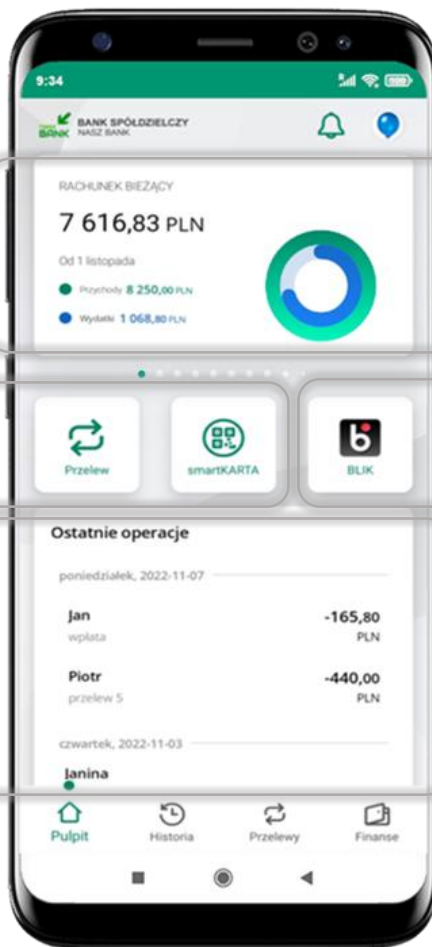 9:34
BANK SPÓŁDZIELCZY
BANK NASZ BANK
RACHUNEK BIEŻĄCY
7 616,83 PLN
Od 1 listopada
Przychody 8 250,00 PLN
Wydatki 1 068,80 PLN
Przelew
smartKARTA
BLIK
Ostatnie operacje
poniedziałek, 2022-11-07
Jan -165,80
wpłata PLN
Piotr -440,00
przelew 5 PLN
czwartek, 2022-11-03
Janina
Pulpit Historia Przelewy Finanse